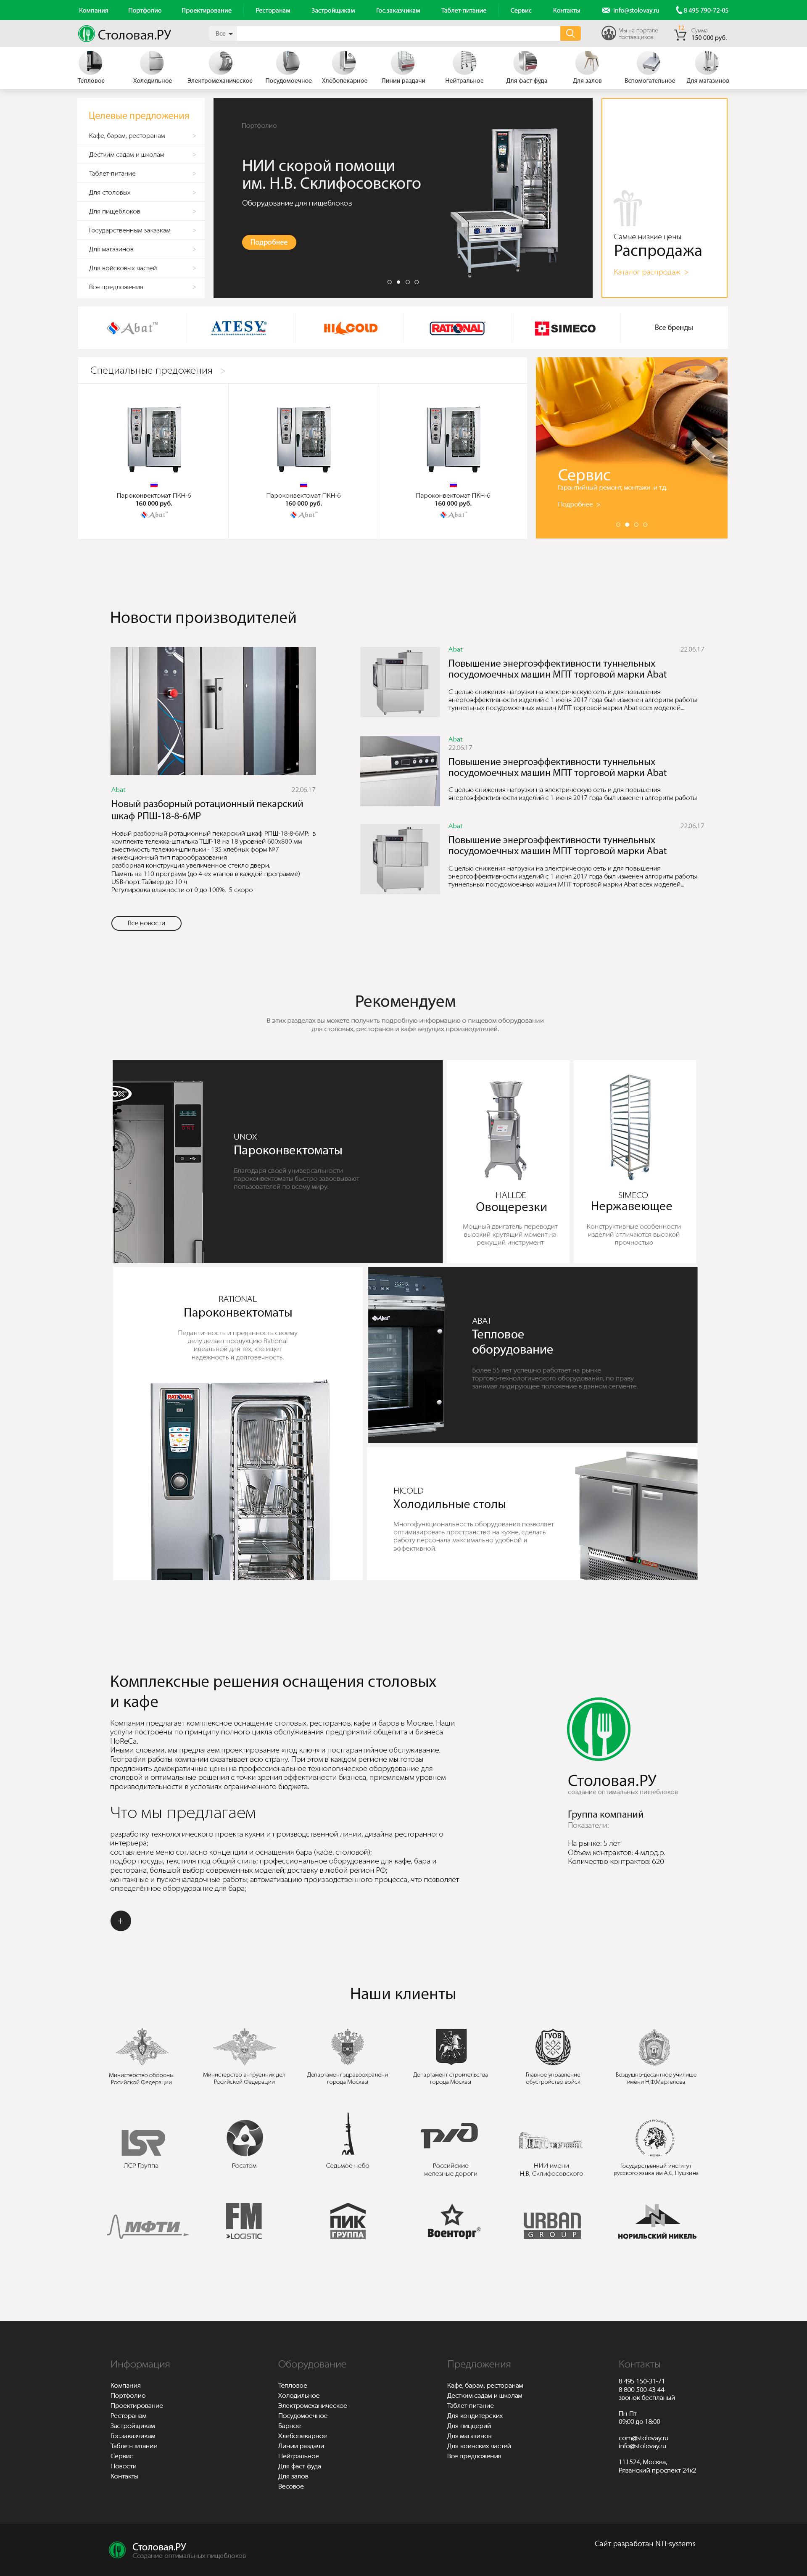 Компания Портфолио Проектирование Ресторанам Застройщикам Гос.заказчикам Таблет-питание Сервис Контакты info@stolovay.ru 8 495 790-72-05
Столовая.РУ
Все
Мы на портале
поставщиков
12
Сумма
150 000 руб.
Тепловое Холодильное Электромеханическое Посудомоечное Хлебопекарное Линии раздачи Нейтральное Для фаст фуда Для залов Вспомогательное Для магазинов
Целевые предложения
Кафе, барам, ресторанам >
Дестким садам и школам >
Таблет-питание >
Для столовых >
Для пищеблоков >
Государственным заказкам >
Для магазинов >
Для войсковых частей >
Все предложения >
Портфолио
НИИ скорой помощи
им. Н.В. Склифосовского
Оборудование для пищеблоков
Подробнее
Самые низкие цены
Распродажа
Каталог распродаж >
Abat™
ATESY®
HICOLD
RATIONAL
SIMECO
Все бренды
Специальные предожения >
Пароконвектомат ПКН-6
160 000 руб.
Abat™
Пароконвектомат ПКН-6
160 000 руб.
Abat™
Пароконвектомат ПКН-6
160 000 руб.
Abat™
Сервис
Гарантийный ремонт, монтажи и т.д.
Подробнее >
Новости производителей
Abat 22.06.17
Новый разборный ротационный пекарский
шкаф РПШ-18-8-6МР
Новый разборный ротационный пекарский шкаф РПШ-18-8-6МР: в
комплекте тележка-шпилька ТШГ-18 на 18 уровней 600х800 мм
вместимость тележки-шпильки - 135 хлебных форм №7
инжекционный тип парообразования
разборная конструкция увеличенное стекло двери.
Память на 110 программ (до 4-ех этапов в каждой программе)
USB-порт. Таймер до 10 ч
Регулировка влажности от 0 до 100%. 5 скоро
Все новости
Abat 22.06.17
Повышение энергоэффективности туннельных
посудомоечных машин МПТ торговой марки Abat
С целью снижения нагрузки на электрическую сеть и для повышения
энергоэффективности изделий с 1 июня 2017 года был изменен алгоритм работы
туннельных посудомоечных машин МПТ торговой марки Abat всех моделей...
Abat
22.06.17
Повышение энергоэффективности туннельных
посудомоечных машин МПТ торговой марки Abat
С целью снижения нагрузки на электрическую сеть и для повышения
энергоэффективности изделий с 1 июня 2017 года был изменен алгоритм работы
Abat 22.06.17
Повышение энергоэффективности туннельных
посудомоечных машин МПТ торговой марки Abat
С целью снижения нагрузки на электрическую сеть и для повышения
энергоэффективности изделий с 1 июня 2017 года был изменен алгоритм работы
туннельных посудомоечных машин МПТ торговой марки Abat всех моделей...
Рекомендуем
В этих разделах вы можете получить подробную информацию о пищевом оборудовании
для столовых, ресторанов и кафе ведущих производителей.
UNOX
Пароконвектоматы
Благодаря своей универсальности
пароконвектоматы быстро завоевывают
пользователей по всему миру.
HALLDE
Овощерезки
Мощный двигатель переводит
высокий крутящий момент на
режущий инструмент
SIMECO
Нержавеющее
Конструктивные особенности
изделий отличаются высокой
прочностью
RATIONAL
Пароконвектоматы
Педантичность и преданность своему
делу делает продукцию Rational
идеальной для тех, кто ищет
надежность и долговечность.
RATIONAL
Abat
ABAT
Тепловое
оборудование
Более 55 лет успешно работает на рынке
торгово-технологического оборудования, по праву
занимая лидирующее положение в данном сегменте.
HICOLD
Холодильные столы
Многофункциональность оборудования позволяет
оптимизировать пространство на кухне, сделать
работу персонала максимально удобной и
эффективной.
Комплексные решения оснащения столовых
и кафе
Компания предлагает комплексное оснащение столовых, ресторанов, кафе и баров в Москве. Наши
услуги построены по принципу полного цикла обслуживания предприятий общепита и бизнеса
HoReCa.
Иными словами, мы предлагаем проектирование «под ключ» и постгарантийное обслуживание.
География работы компании охватывает всю страну. При этом в каждом регионе мы готовы
предложить демократичные цены на профессиональное технологическое оборудование для
столовой и оптимальные решения с точки зрения эффективности бизнеса, приемлемым уровнем
производительности в условиях ограниченного бюджета.
Что мы предлагаем
разработку технологического проекта кухни и производственной линии, дизайна ресторанного
интерьера;
составление меню согласно концепции и оснащения бара (кафе, столовой);
подбор посуды, текстиля под общий стиль; профессиональное оборудование для кафе, бара и
ресторана, большой выбор современных моделей; доставку в любой регион РФ;
монтажные и пуско-наладочные работы; автоматизацию производственного процесса, что позволяет
определённое оборудование для бара;
+
Столовая.РУ
создание оптимальных пищеблоков
Группа компаний
Показатели:
На рынке: 5 лет
Объем контрактов: 4 млрд.р.
Количество контрактов: 620
Наши клиенты
Министерство обороны
Росийской Федерации
Министерство внтруенних дел
Росийской Федерации
Департамент здравоохранени
города Москвы
Департамент строительства
города Москвы
ГУОВ
Главное управление
обустройство войск
Воздушно-десантное училище
имени Н.Ф.Маргелова
LSR
ЛСР Группа
Росатом
Седьмое небо
Российские
железные дороги
НИИ имени
Н.В. Склифосовского
Государственный институт
русского языка им А.С. Пушкина
МФТИ
FM
>LOGISTIC
ПИК
ГРУППА
Военторг®
URBAN
GROUP
НОРИЛЬСКИЙ НИКЕЛЬ
Информация
Компания
Портфолио
Проектирование
Ресторанам
Застройщикам
Гос.заказчикам
Таблет-питание
Сервис
Новости
Контакты
Оборудование
Тепловое
Холодильное
Электромеханическое
Посудомоечное
Барное
Хлебопекарное
Линии раздачи
Нейтральное
Для фаст фуда
Для залов
Весовое
Предложения
Кафе, барам, ресторанам
Дестким садам и школам
Таблет-питание
Для кондитерских
Для пиццерий
Для магазинов
Для воинских частей
Все предложения
Контакты
8 495 150-31-71
8 800 500 43 44
звонок беспланый
Пн-Пт
09:00 до 18:00
com@stolovay.ru
info@stolovay.ru
111524, Москва,
Рязанский проспект 24к2
Столовая.РУ
Создание оптимальных пищеблоков
Сайт разработан NTI-systems